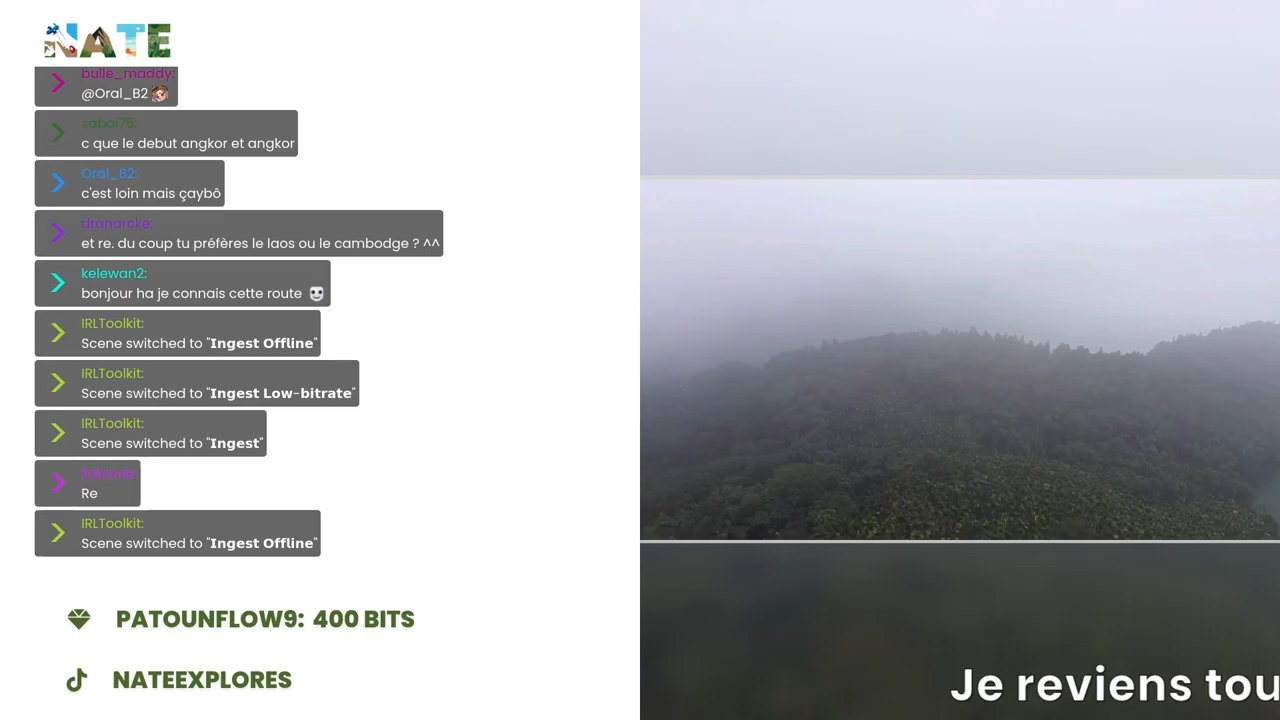 NATE
bulle_maddy:
@Oral_B2
sabai75:
c que le debut angkor et angkor
Oral_B2:
c'est loin mais çaybô
dranarcke:
et re. du coup tu préfères le laos ou le cambodge ? ^^
kelewan2:
bonjour ha je connais cette route
IRLToolkit:
Scene switched to "Ingest Offline"
IRLToolkit:
Scene switched to "Ingest Low-bitrate"
IRLToolkit:
Scene switched to "Ingest"
Re
IRLToolkit:
Scene switched to "Ingest Offline"
PATOUNFLOW9: 400 BITS
NATEEXPLORES
Je reviens tou